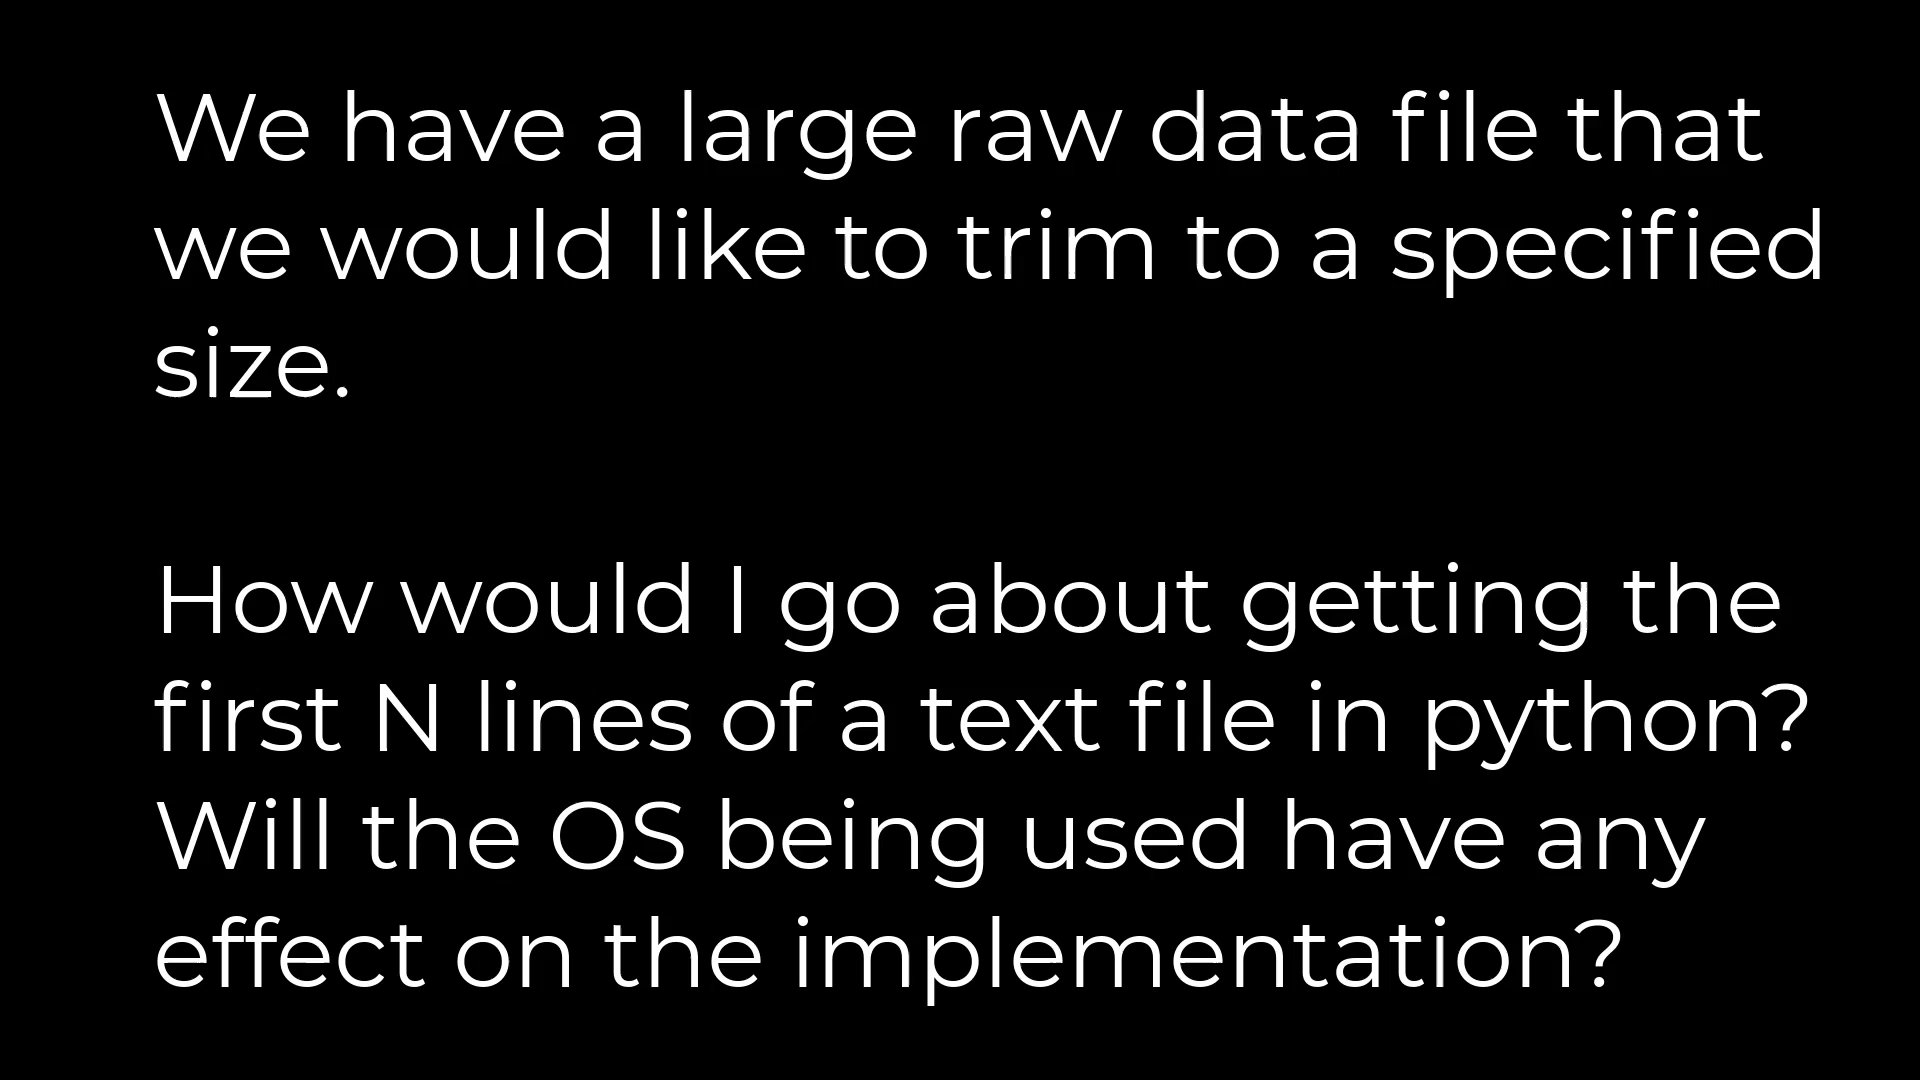 We have a large raw data file that
we would like to trim to a specified
size.
How would I go about getting the
first N lines of a text file in python?
Will the OS being used have any
effect on the implementation?